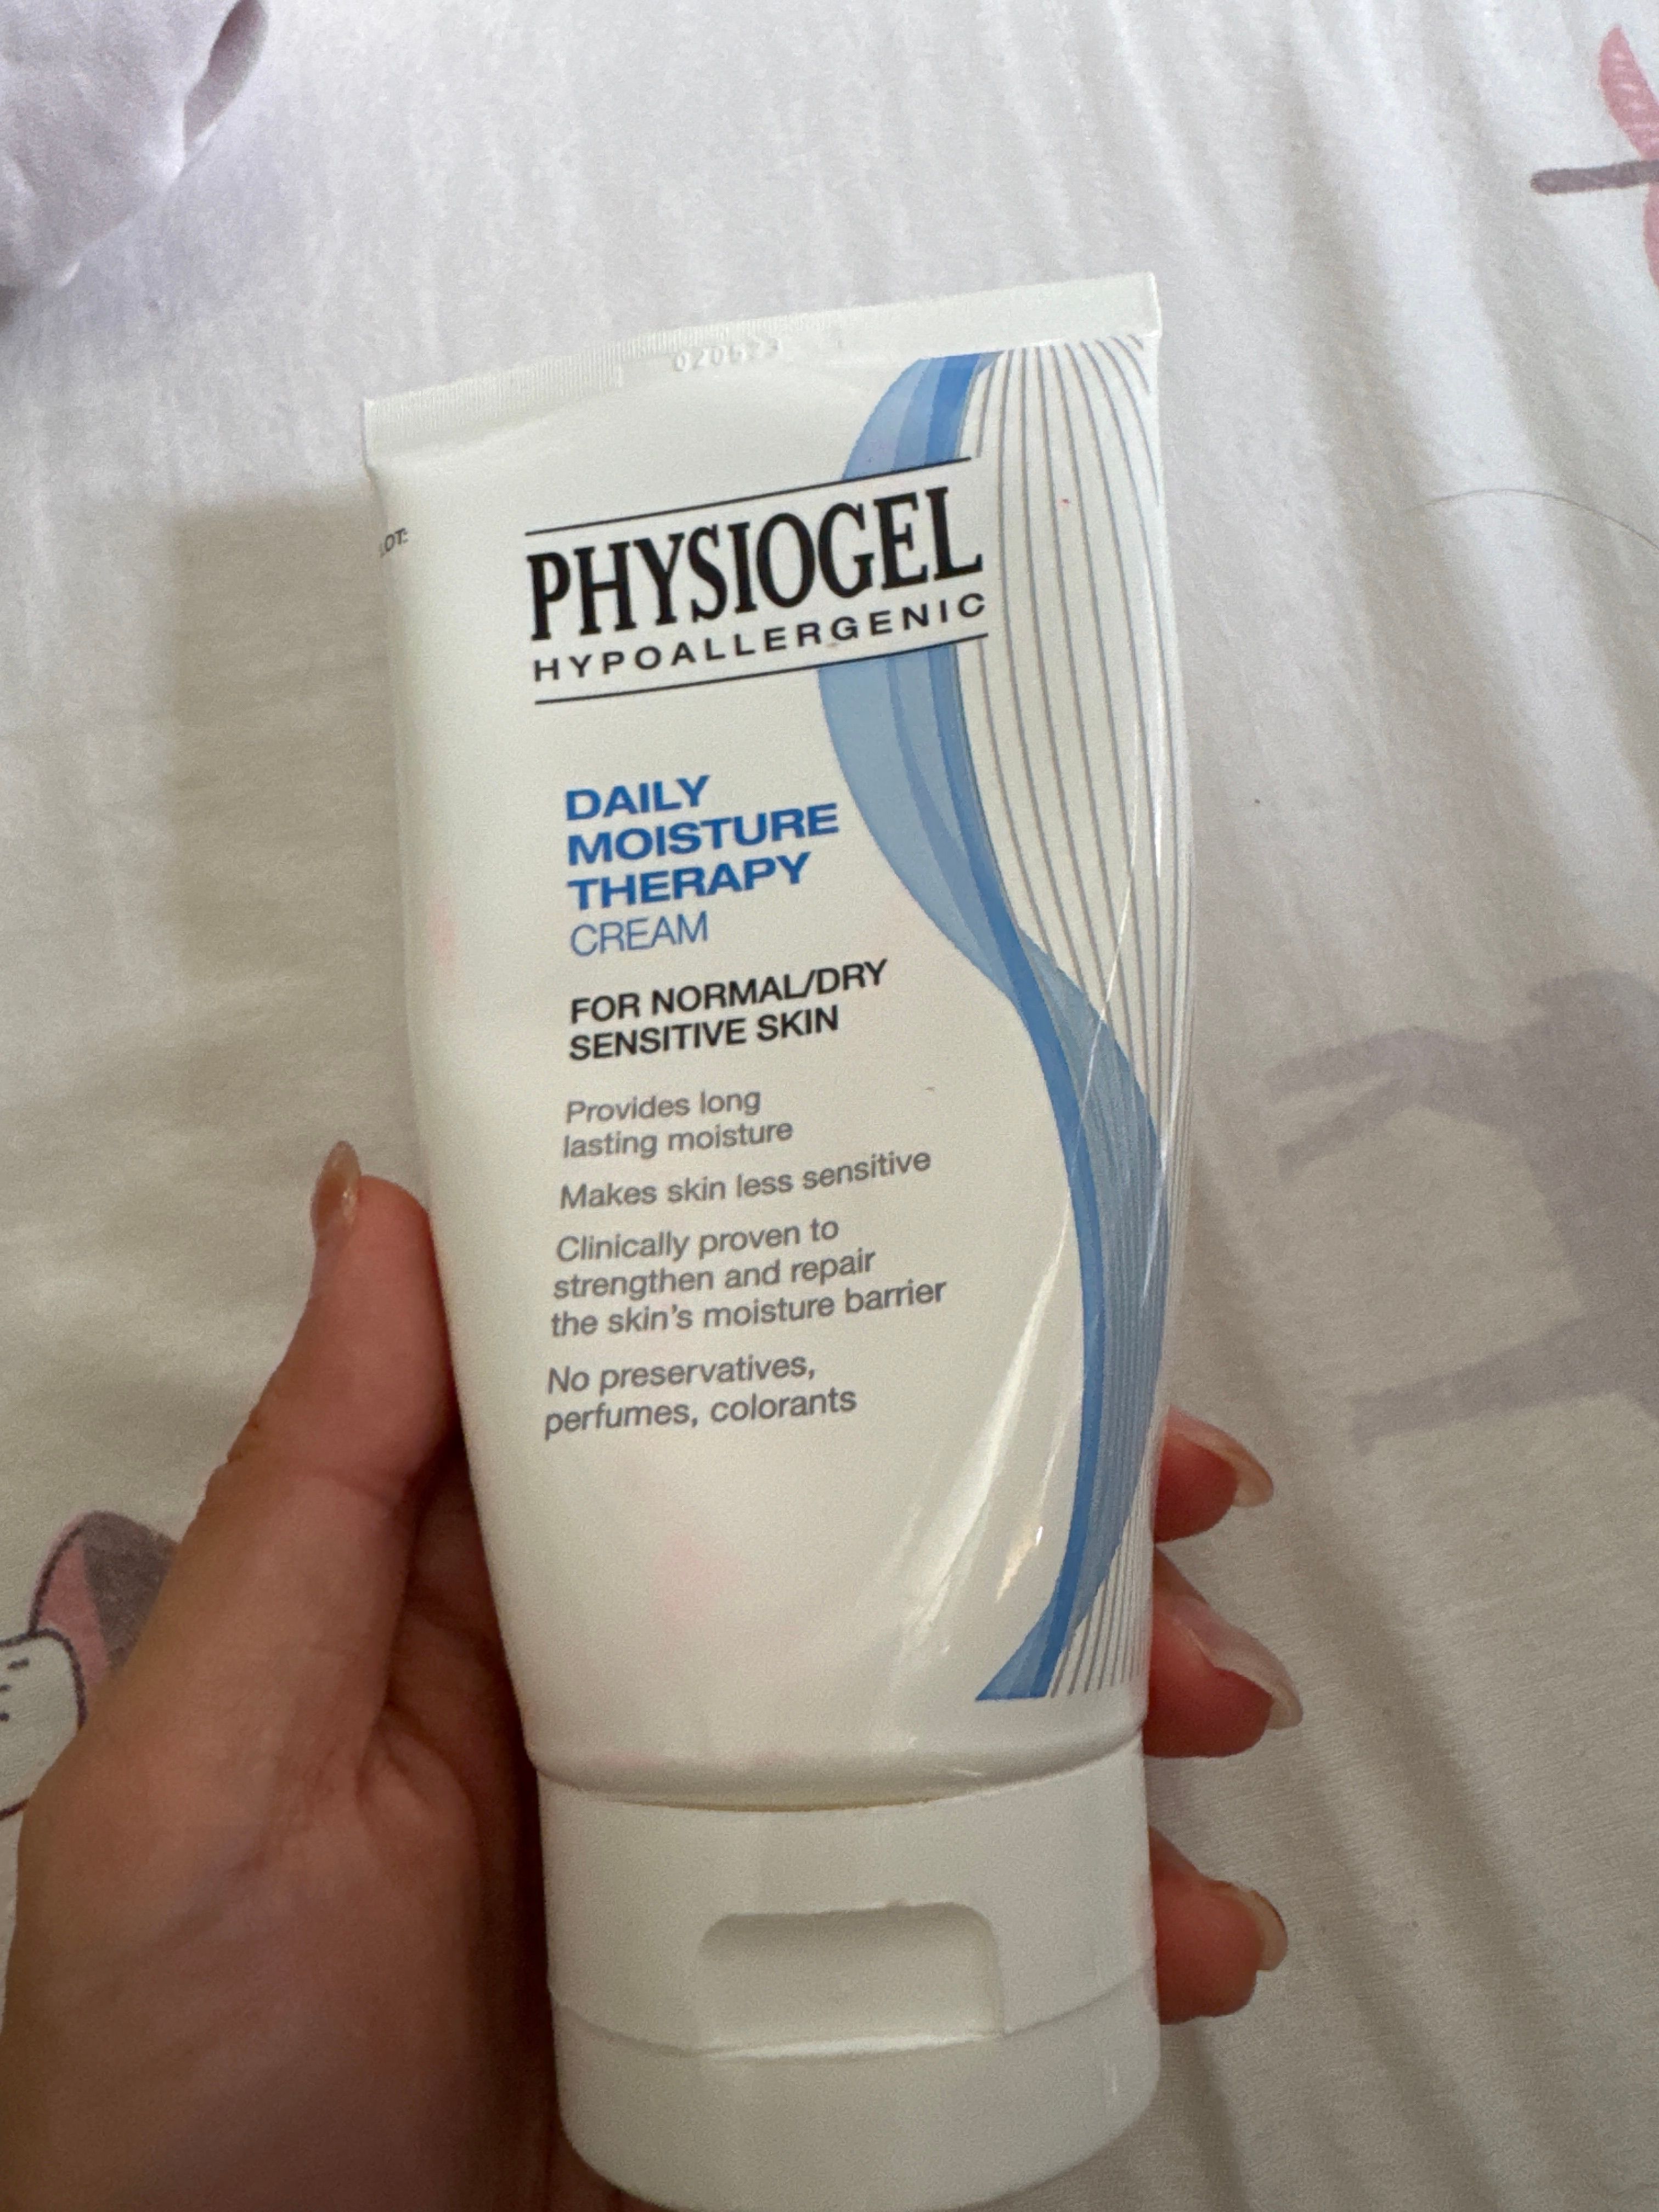 PHYSIOGEL
HYPOALLERGENIC
DAILY
MOISTURE
THERAPY
CREAM
FOR NORMAL/DRY
SENSITIVE SKIN
Provides long
lasting moisture
Makes skin less sensitive
Clinically proven to
strengthen and repair
the skin's moisture barrier
No preservatives,
perfumes, colorants